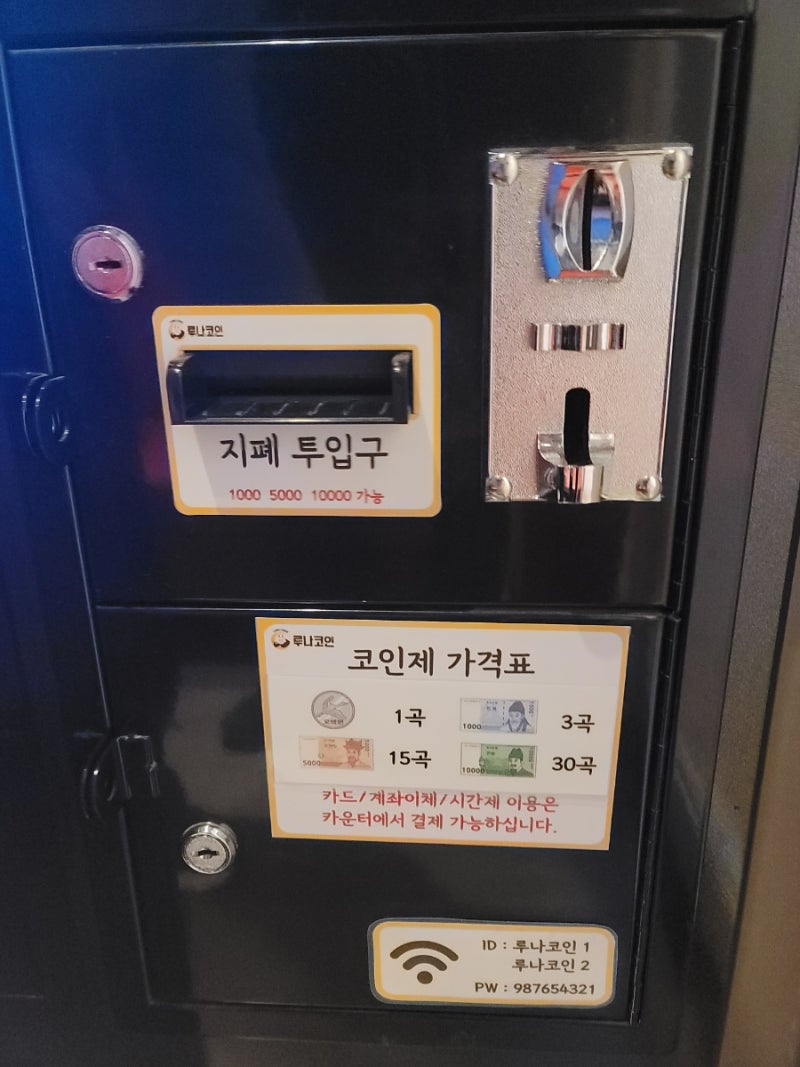 루나코인
지폐 투입구
1000 5000 10000 가능
루나코인
코인제 가격표
1곡
1000
3곡
5000
15곡
10000
30곡
카드/계좌이체/시간제 이용은
카운터에서 결제 가능하십니다.
ID : 루나코인 1
루나코인 2
PW : 987654321